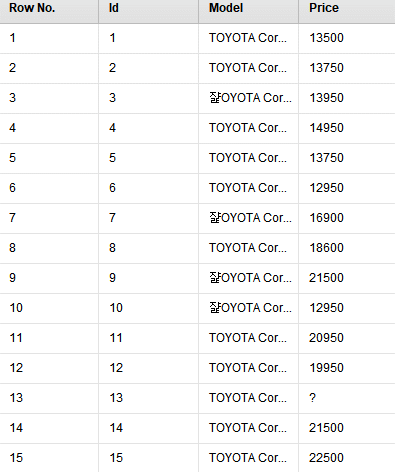 Row No. Id Model Price
1 1 TOYOTA Cor... 13500
2 2 TOYOTA Cor... 13750
3 3 쟕OYOTA Cor... 13950
4 4 TOYOTA Cor... 14950
5 5 TOYOTA Cor... 13750
6 6 TOYOTA Cor... 12950
7 7 쟕OYOTA Cor... 16900
8 8 TOYOTA Cor... 18600
9 9 쟕OYOTA Cor... 21500
10 10 쟕OYOTA Cor... 12950
11 11 TOYOTA Cor... 20950
12 12 TOYOTA Cor... 19950
13 13 TOYOTA Cor... ?
14 14 TOYOTA Cor... 21500
15 15 TOYOTA Cor... 22500